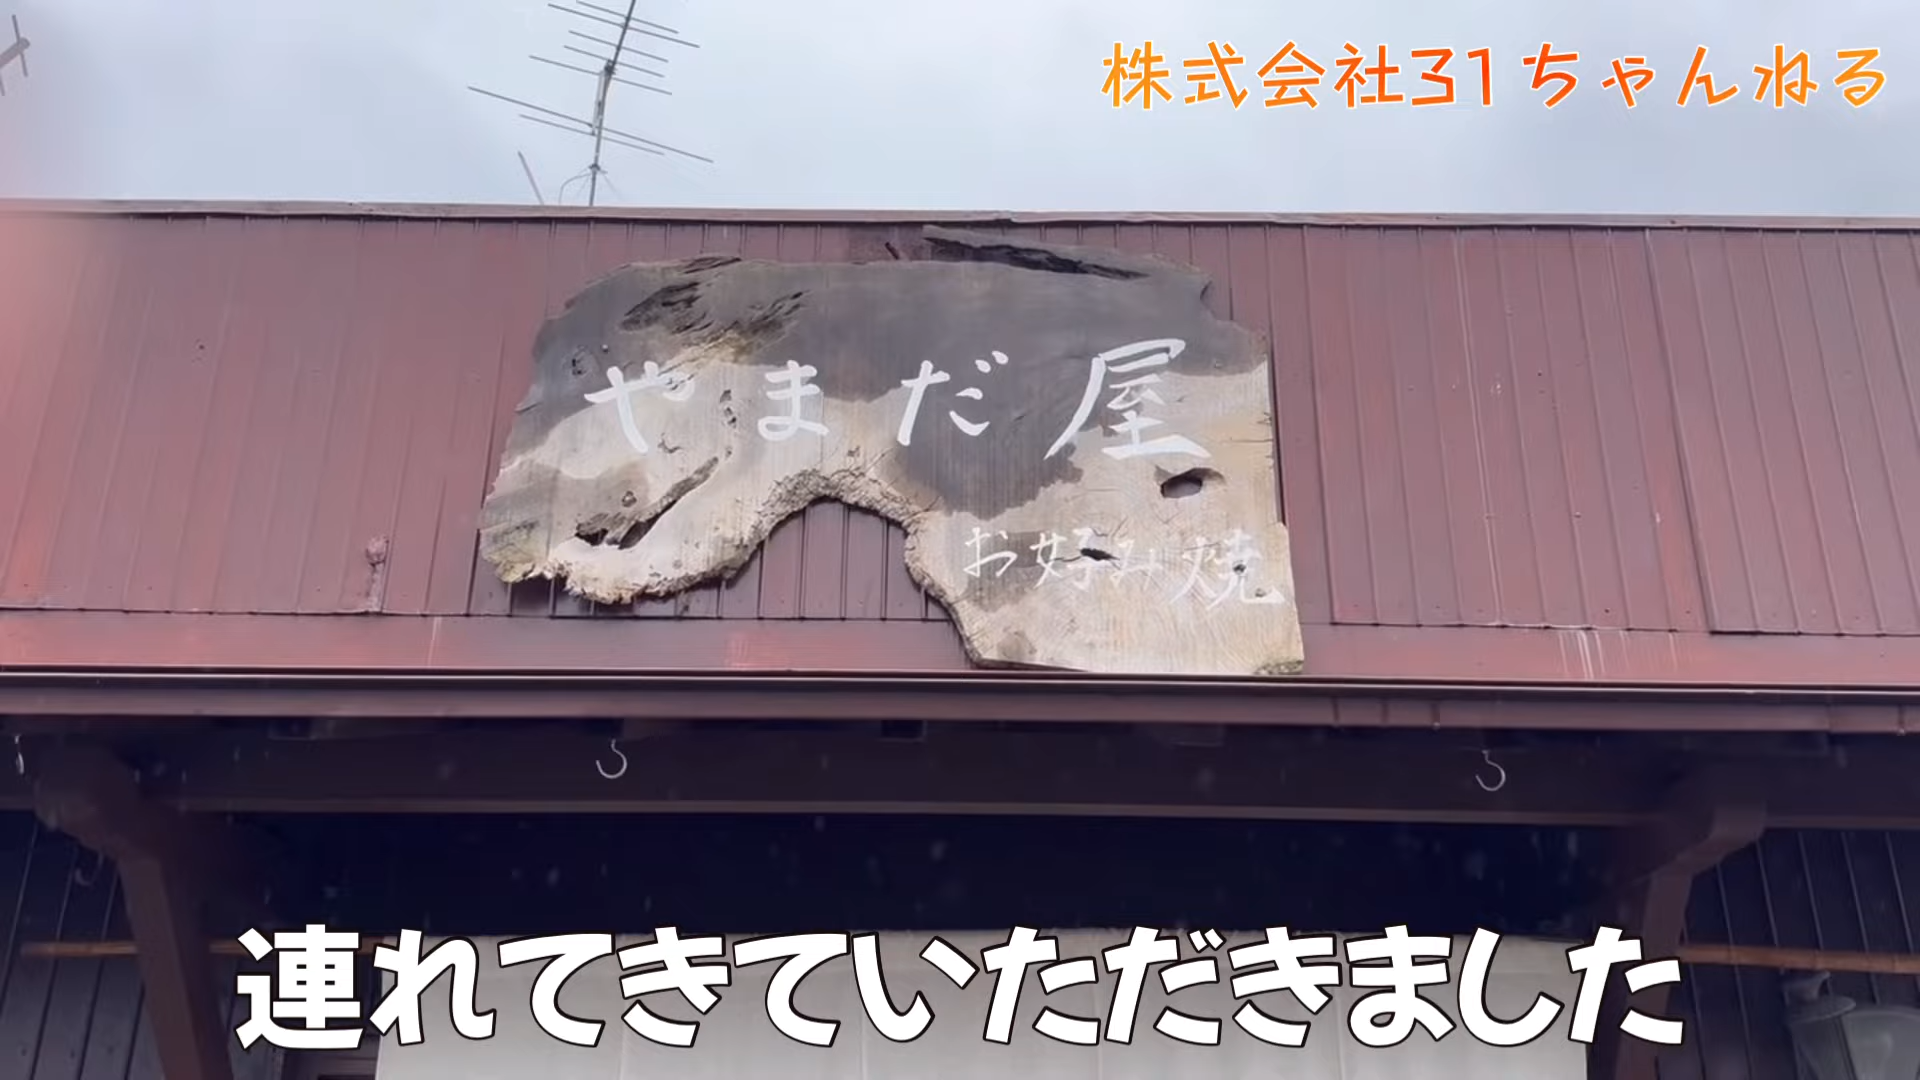 株式会社31ちゃんねる
やまだ屋
お好み焼
連れてきていただきました